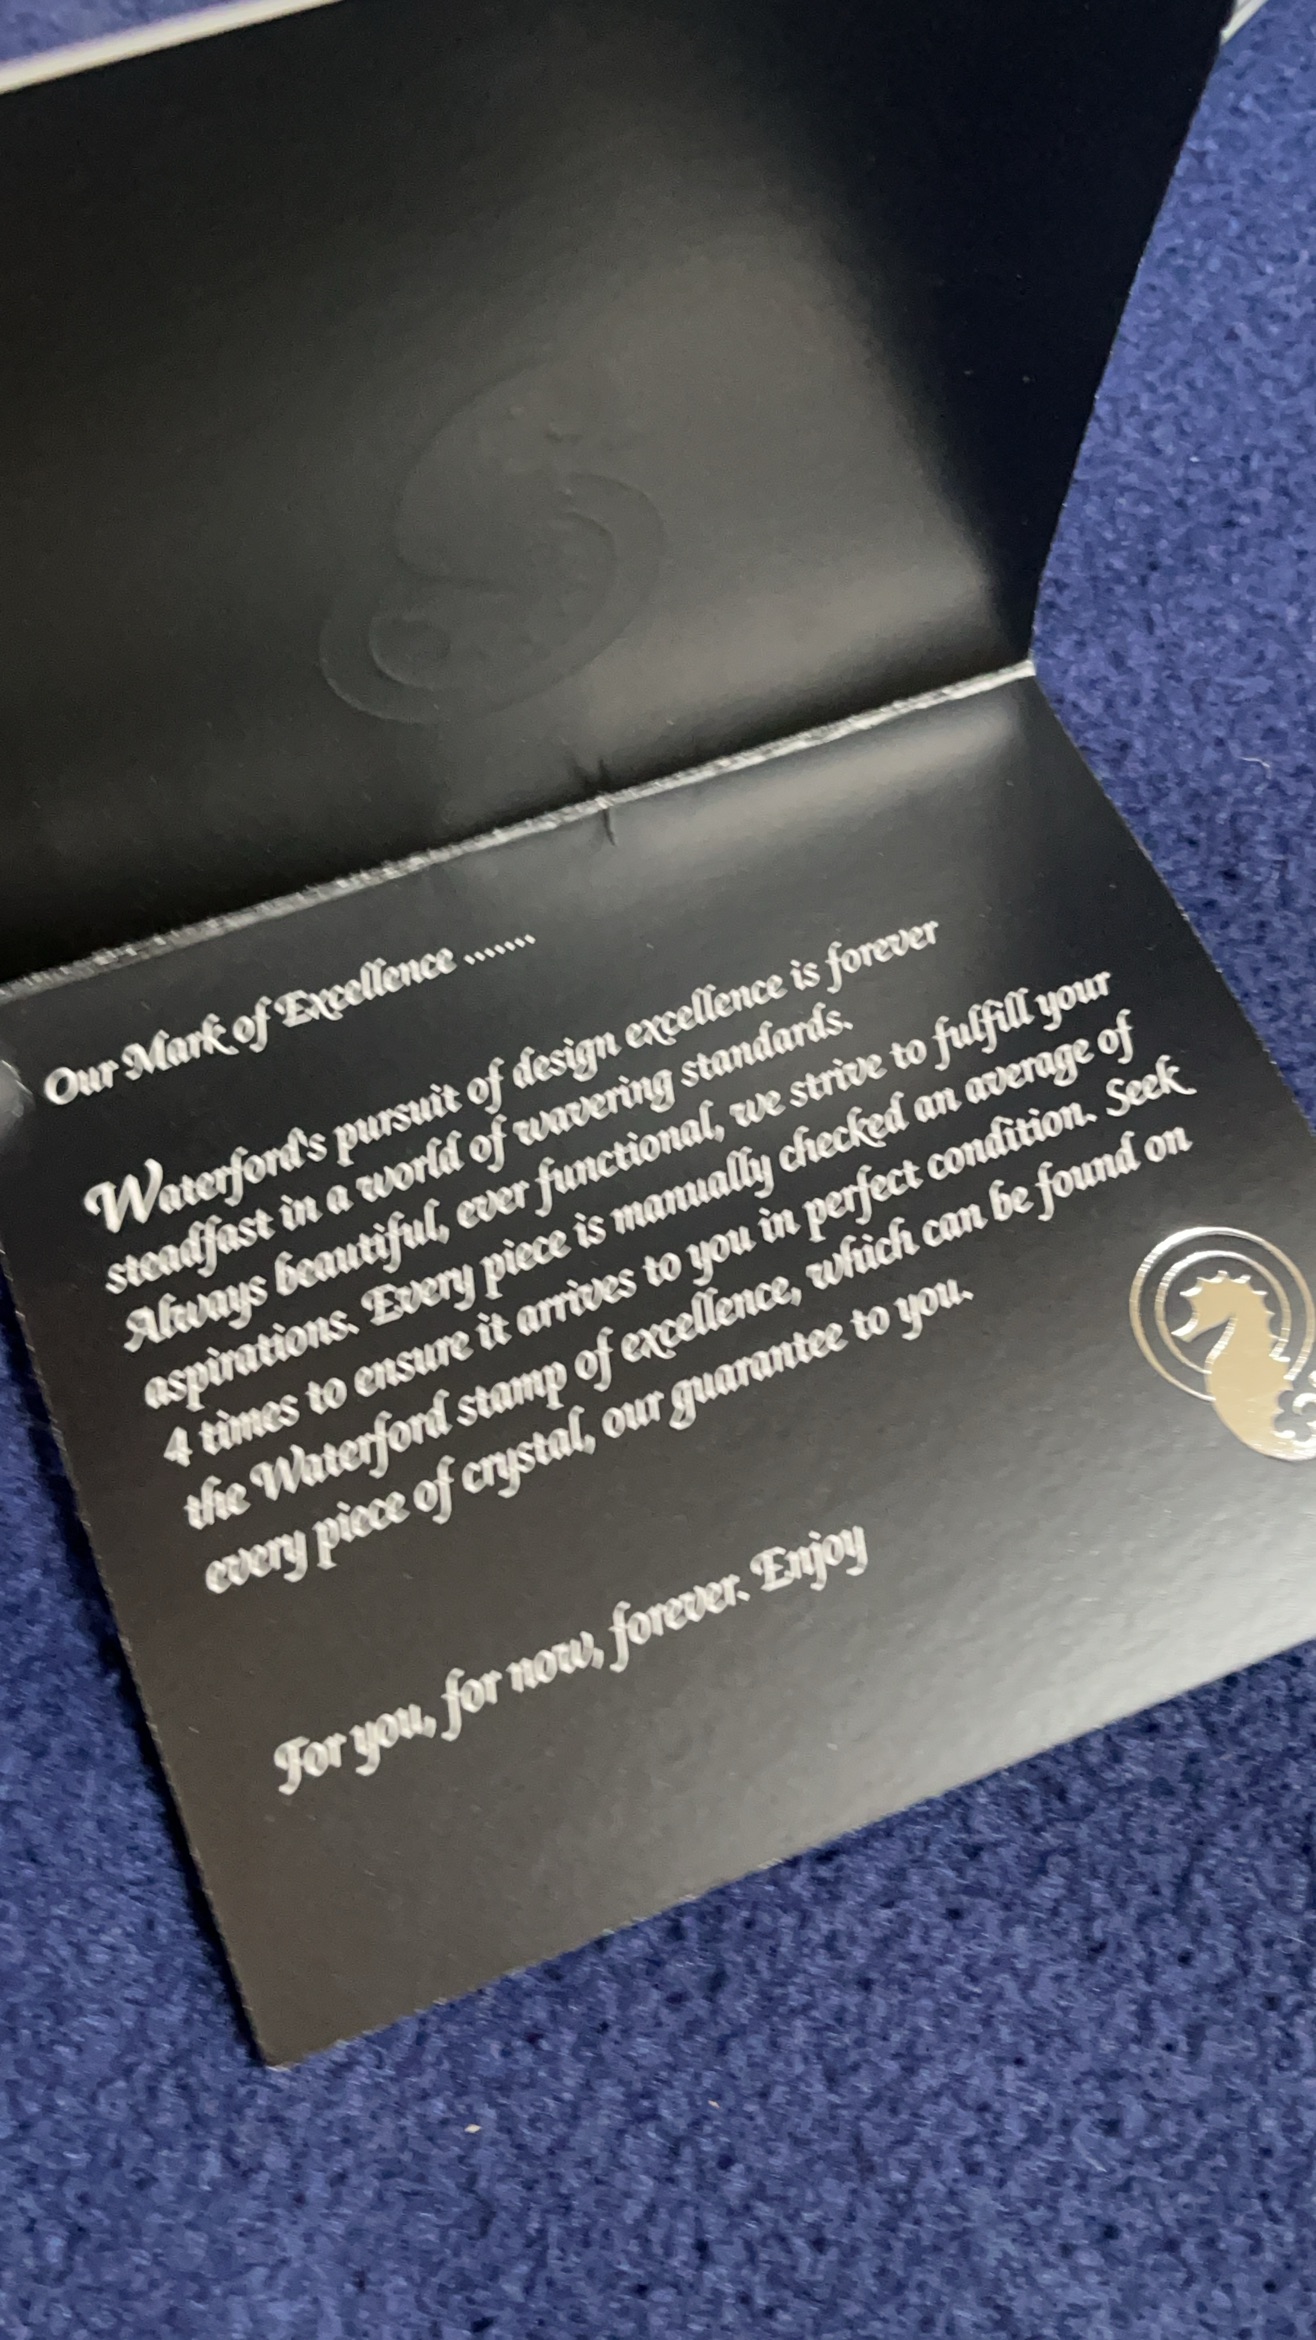 Our Mark of Excellence .......
Waterford's pursuit of design excellence is forever
steadfast in a world of wavering standards.
Always beautiful, ever functional, we strive to fulfill your
aspirations. Every piece is manually checked an average of
4 times to ensure it arrives to you in perfect condition. Seek
the Waterford stamp of excellence, which can be found on
every piece of crystal, our guarantee to you.
For you, for now, forever. Enjoy